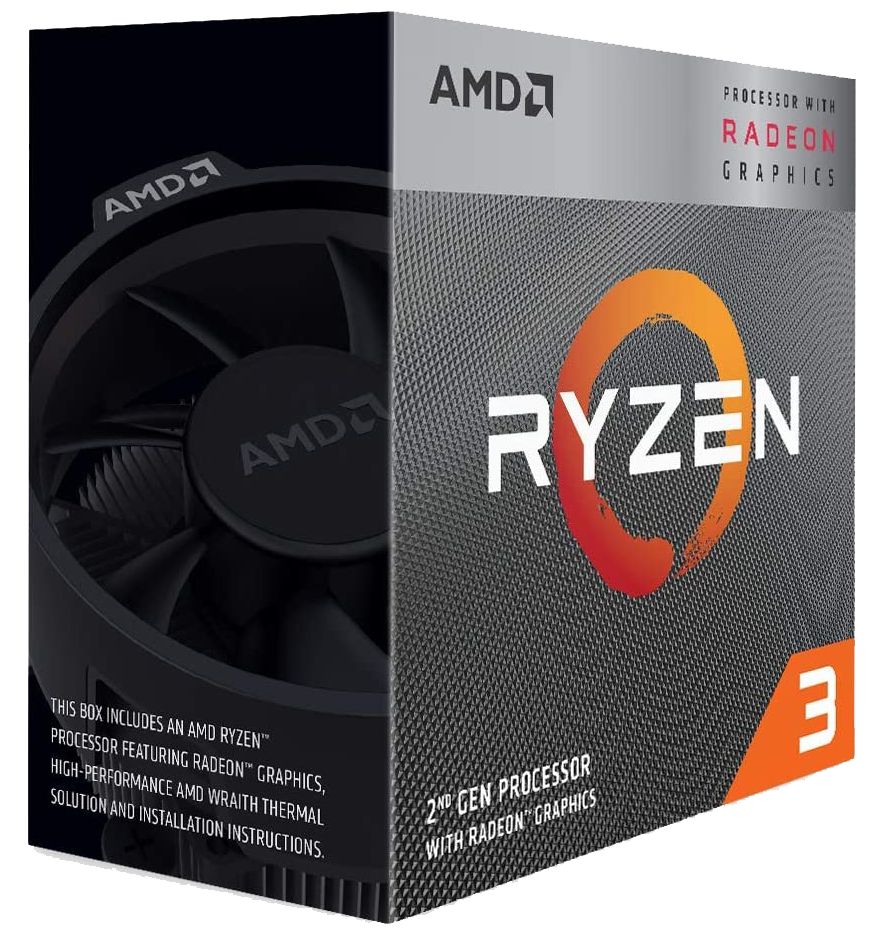 AMD
AMD
THIS BOX INCLUDES AN AMD RYZEN™
PROCESSOR FEATURING RADEON™ GRAPHICS,
HIGH-PERFORMANCE AMD WRAITH THERMAL
SOLUTION AND INSTALLATION INSTRUCTIONS.
AMD
PROCESSOR WITH
RADEON
GRAPHICS
RYZEN
3
2ND GEN PROCESSOR
WITH RADEON™ GRAPHICS